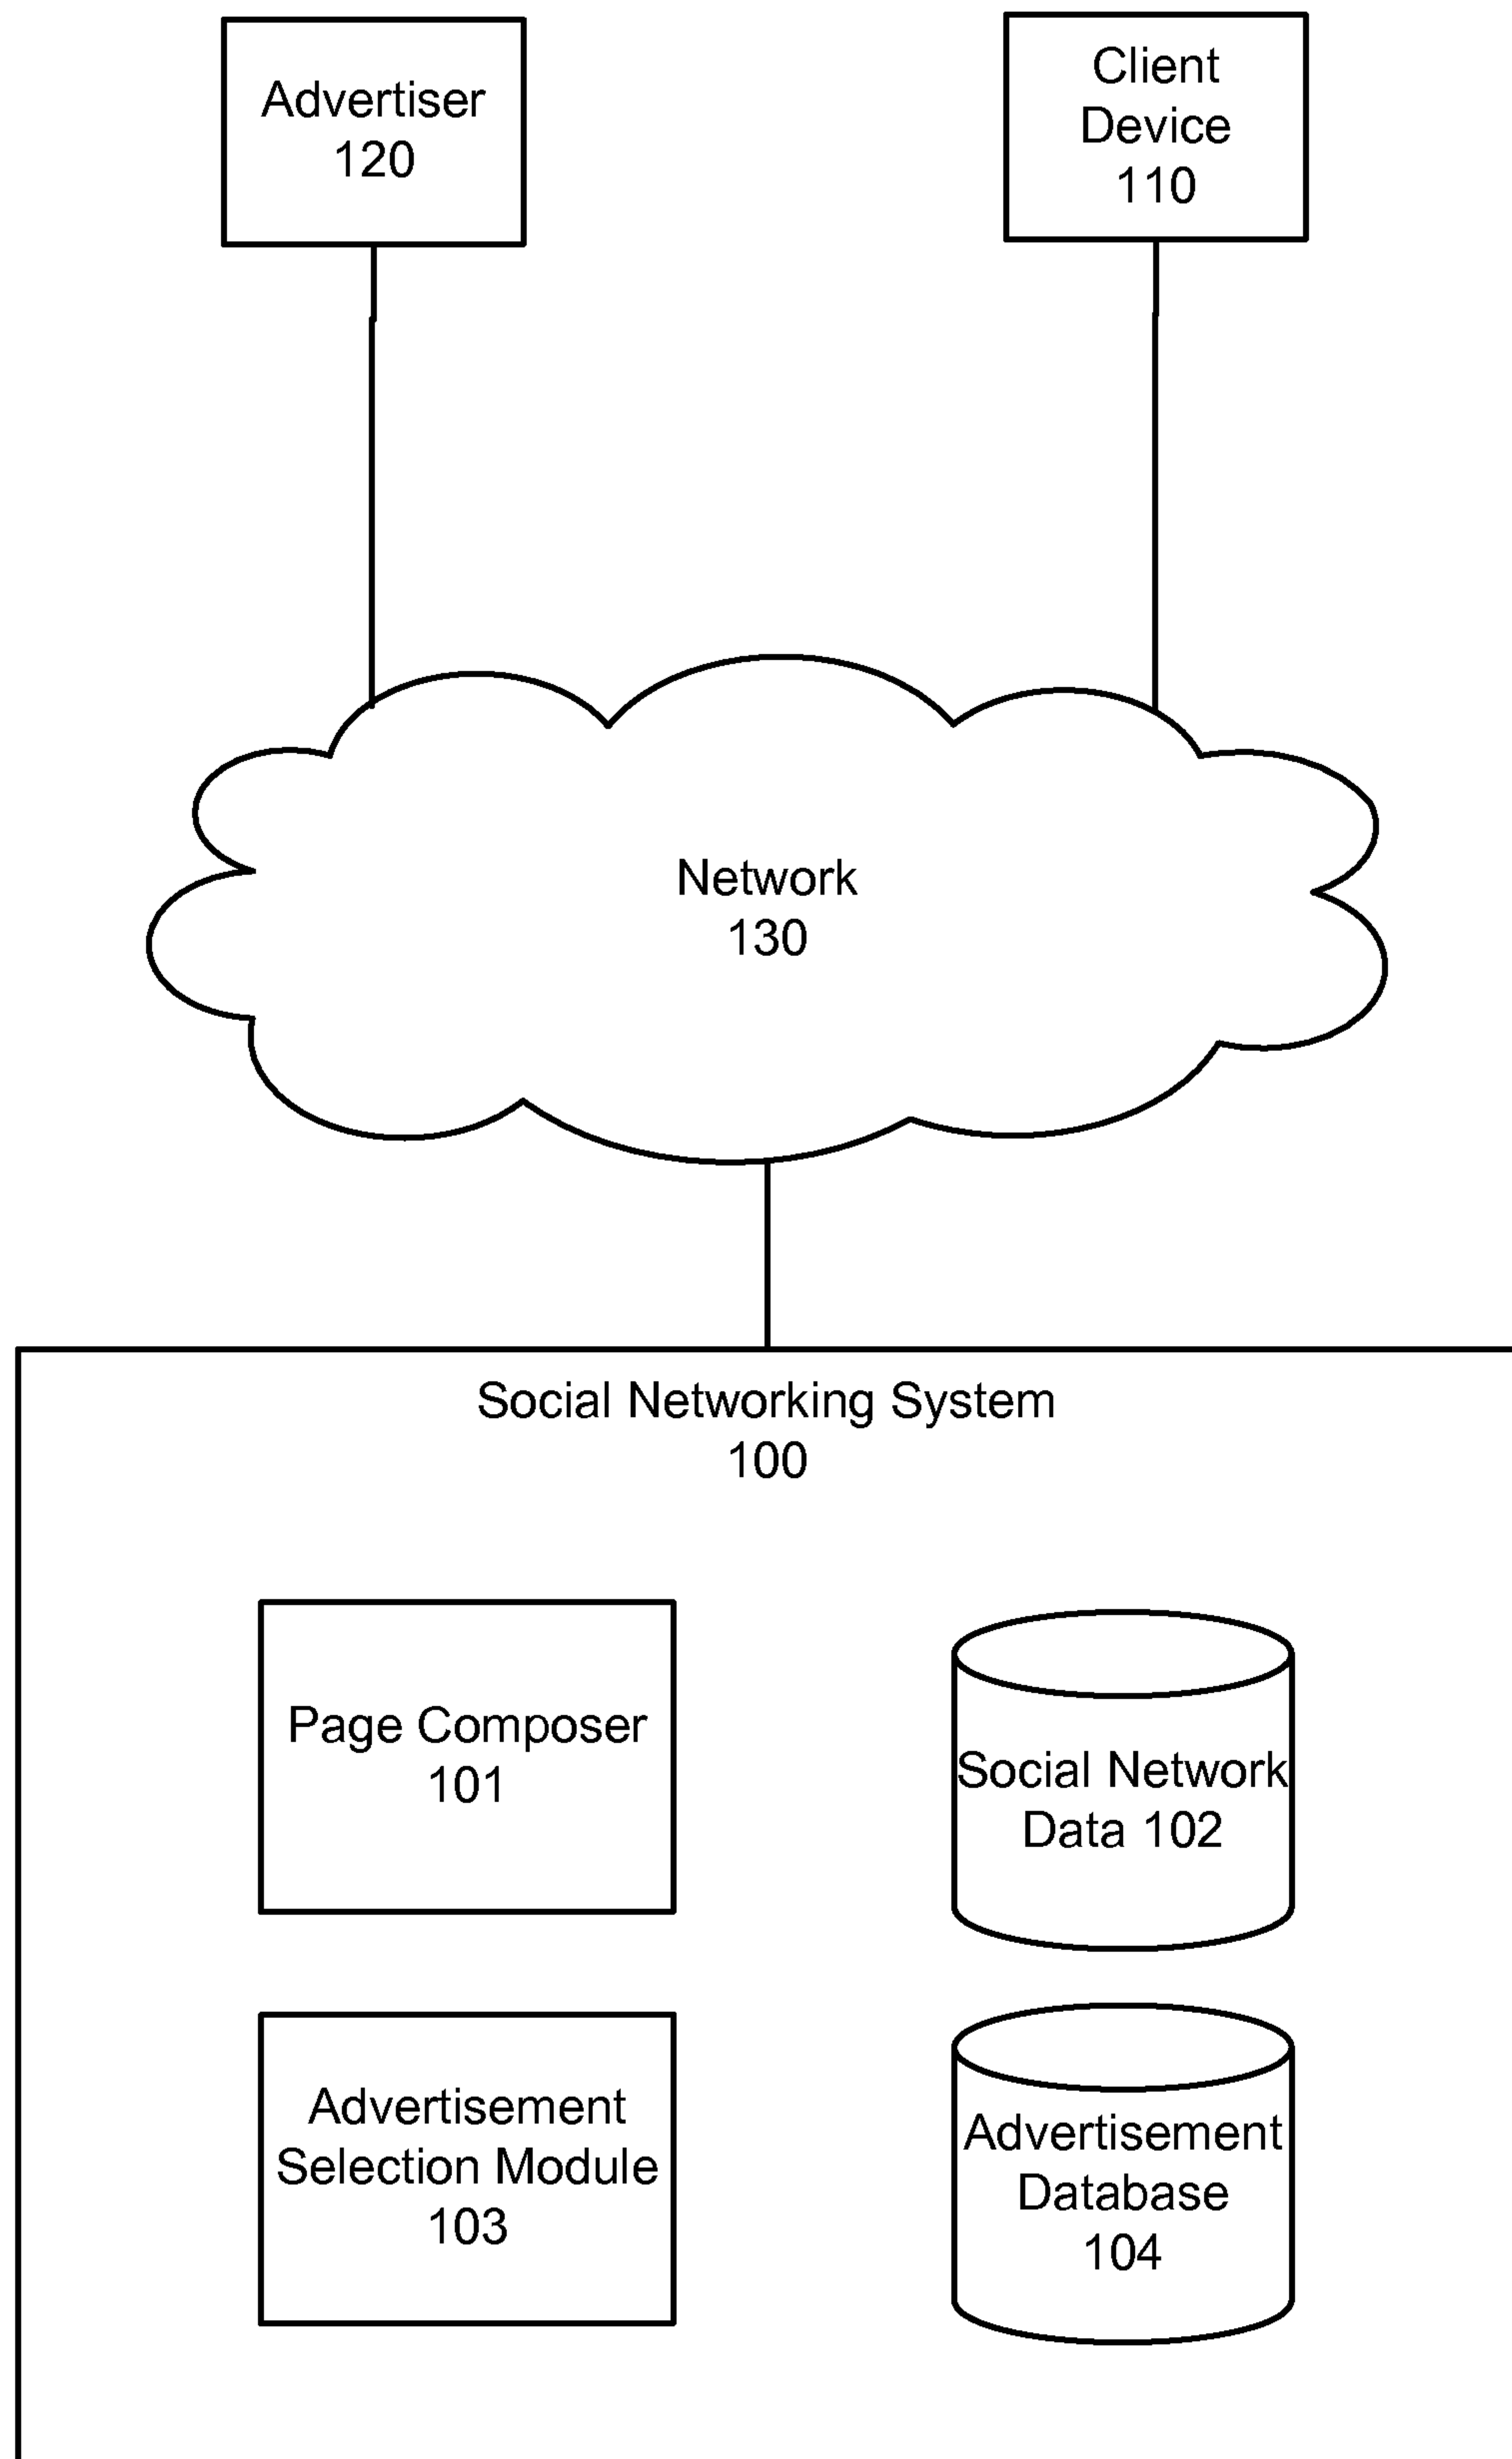 Advertiser
120
Client
Device
110
Network
130
Social Networking System
100
Page Composer
101
Social Network
Data 102
Advertisement
Selection Module
103
Advertisement
Database
104